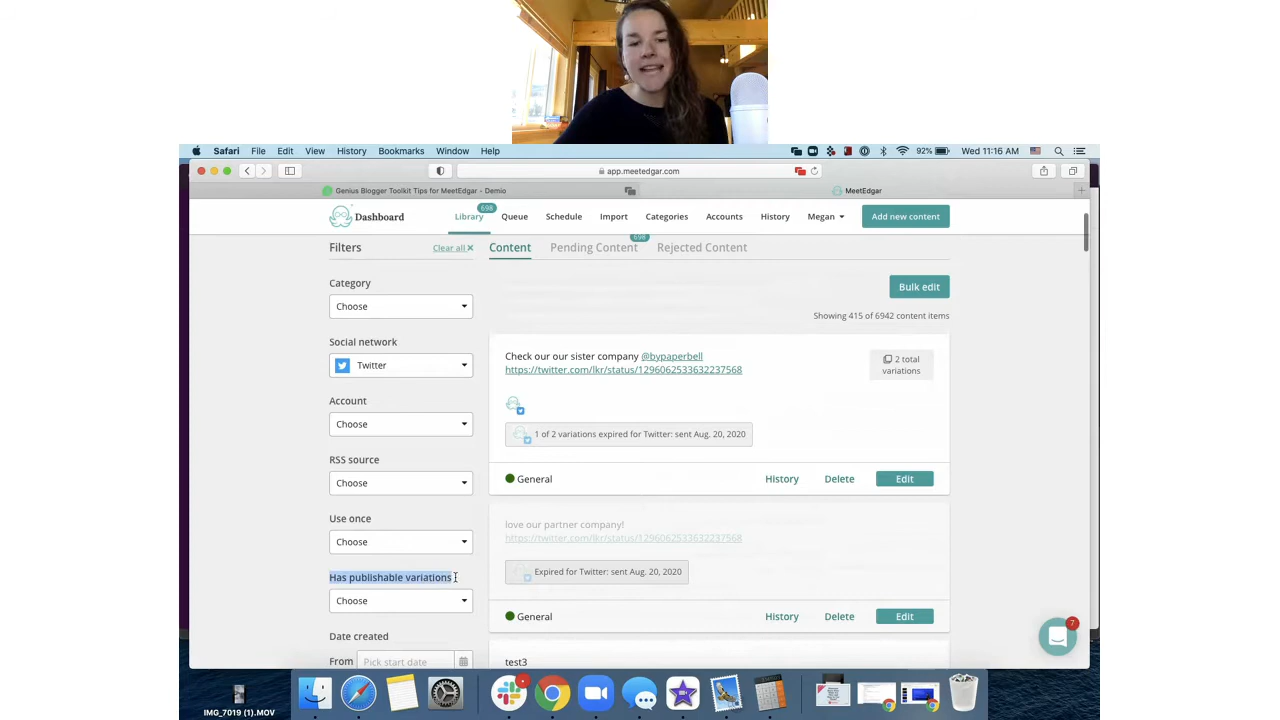 Safari File Edit View History Bookmarks Window Help 92% Wed 11:16 AM
app.meetedgar.com
Genius Blogger Toolkit Tips for MeetEdgar - Demio MeetEdgar
Dashboard Library 698 Queue Schedule Import Categories Accounts History Megan Add new content
Filters Clear all × Content Pending Content 698 Rejected Content
Category
Choose
Bulk edit
Showing 415 of 6942 content items
Social network
Twitter
Check our our sister company @bypaperbell
https://twitter.com/lkr/status/1296062533632237568
2 total
variations
Account
Choose
1 of 2 variations expired for Twitter: sent Aug. 20, 2020
RSS source
Choose
General History Delete Edit
Use once
Choose
love our partner company!
https://twitter.com/lkr/status/1296062533632237568
Has publishable variations
Choose
Expired for Twitter: sent Aug. 20, 2020
General History Delete Edit
Date created
From Pick start date
test3
7
IMG_7019 (1).MOV